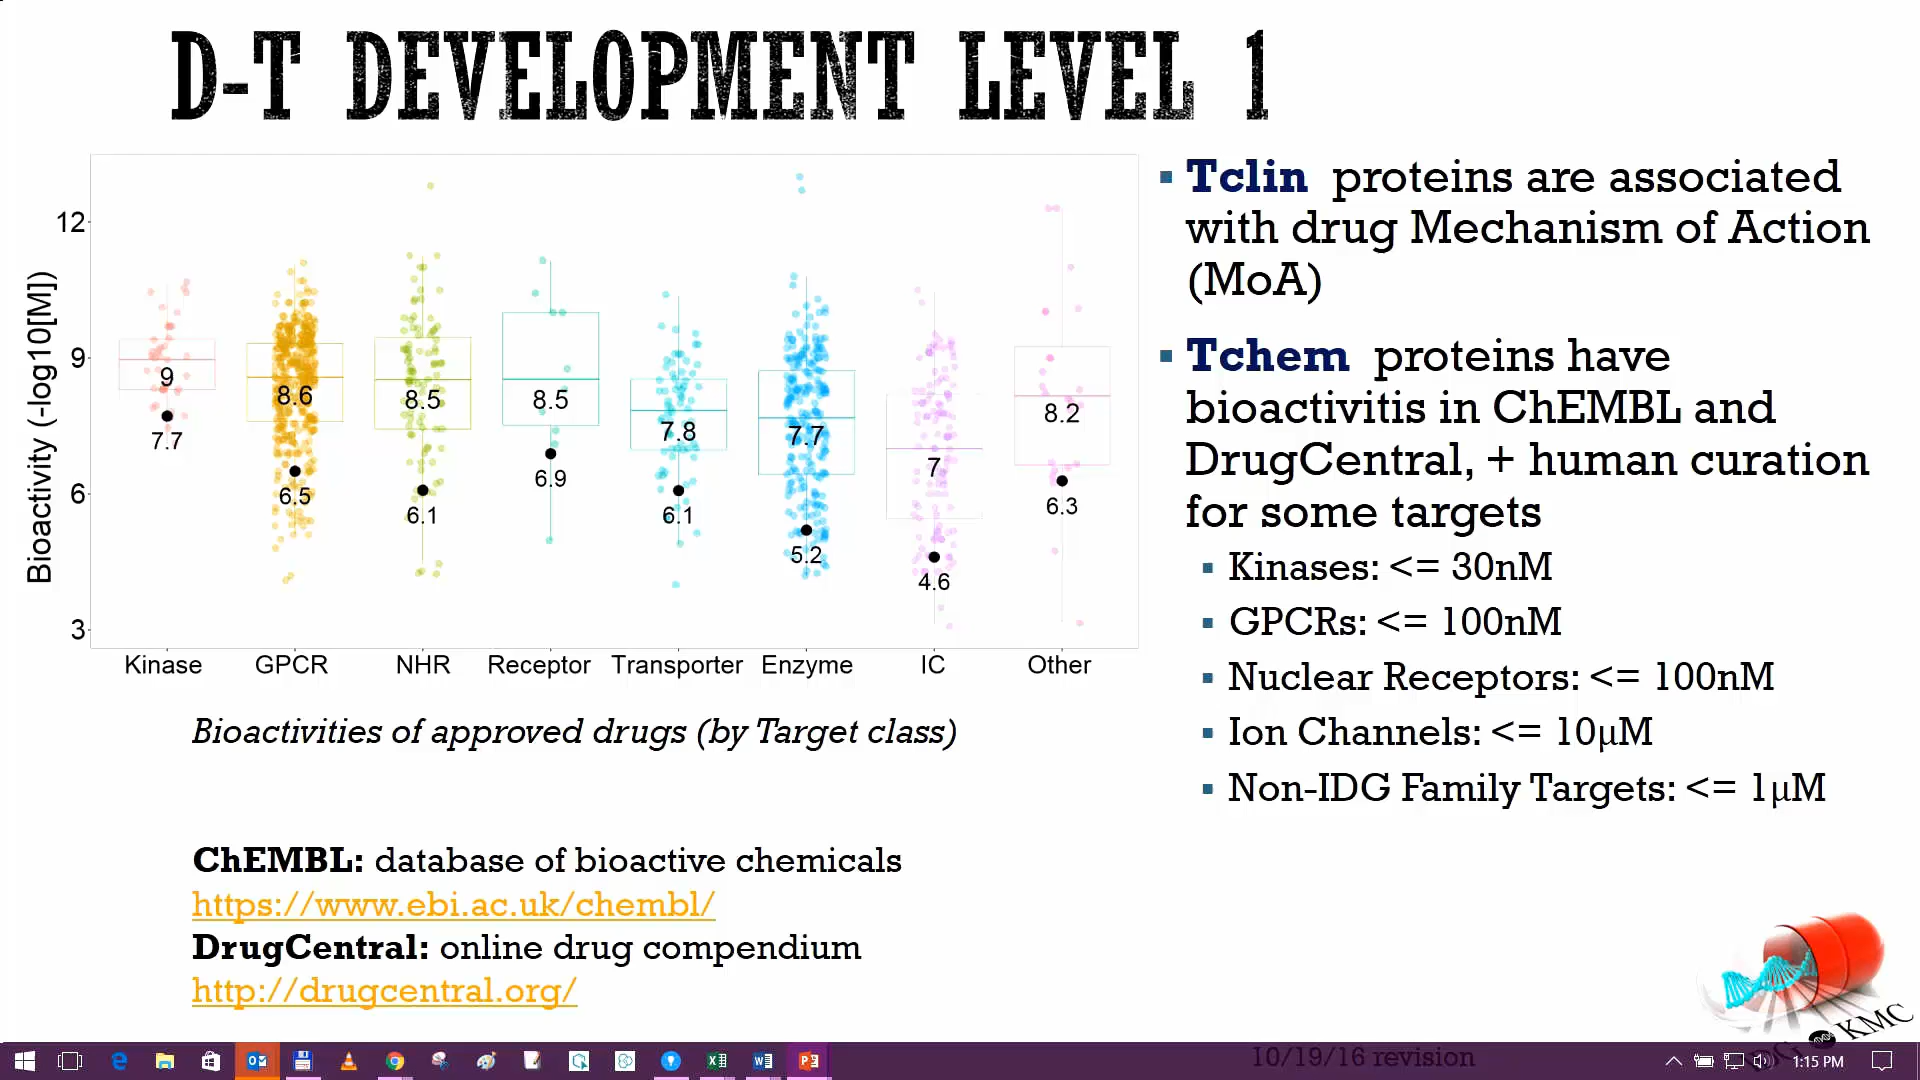 D-T DEVELOPMENT LEVEL 1
Bioactivity (-log10[M])
12
9
6
3
9
7.7
8.6
6.5
8.5
6.1
8.5
6.9
7.8
6.1
7.7
5.2
7
4.6
8.2
6.3
Kinase GPCR NHR Receptor Transporter Enzyme IC Other
Bioactivities of approved drugs (by Target class)
ChEMBL: database of bioactive chemicals
https://www.ebi.ac.uk/chembl/
DrugCentral: online drug compendium
http://drugcentral.org/
Tclin proteins are associated
with drug Mechanism of Action
(MoA)
Tchem proteins have
bioactivitis in ChEMBL and
DrugCentral, + human curation
for some targets
Kinases: <= 30nM
GPCRs: <= 100nM
Nuclear Receptors: <= 100nM
Ion Channels: <= 10μM
Non-IDG Family Targets: <= 1μM
KMC
10/19/16 revision
1:15 PM